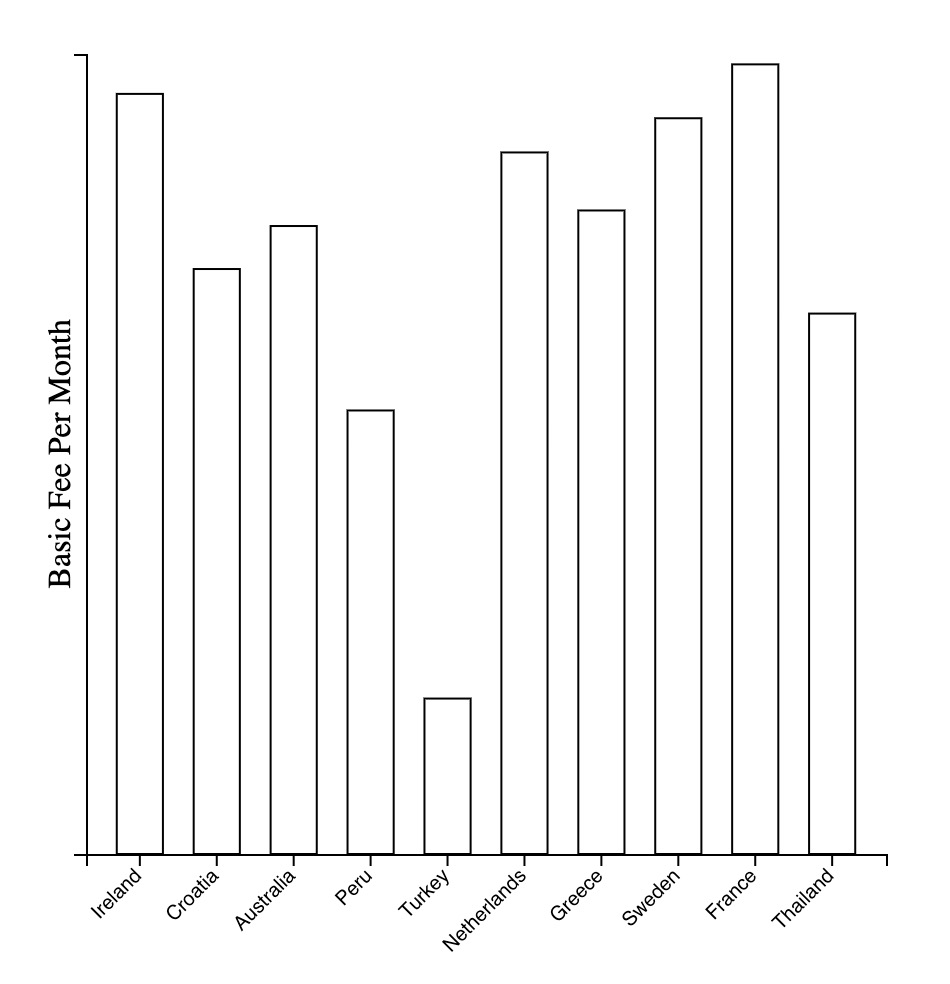 Basic Fee Per Month
Ireland
Croatia
Australia
Peru
Turkey
Netherlands
Greece
Sweden
France
Thailand